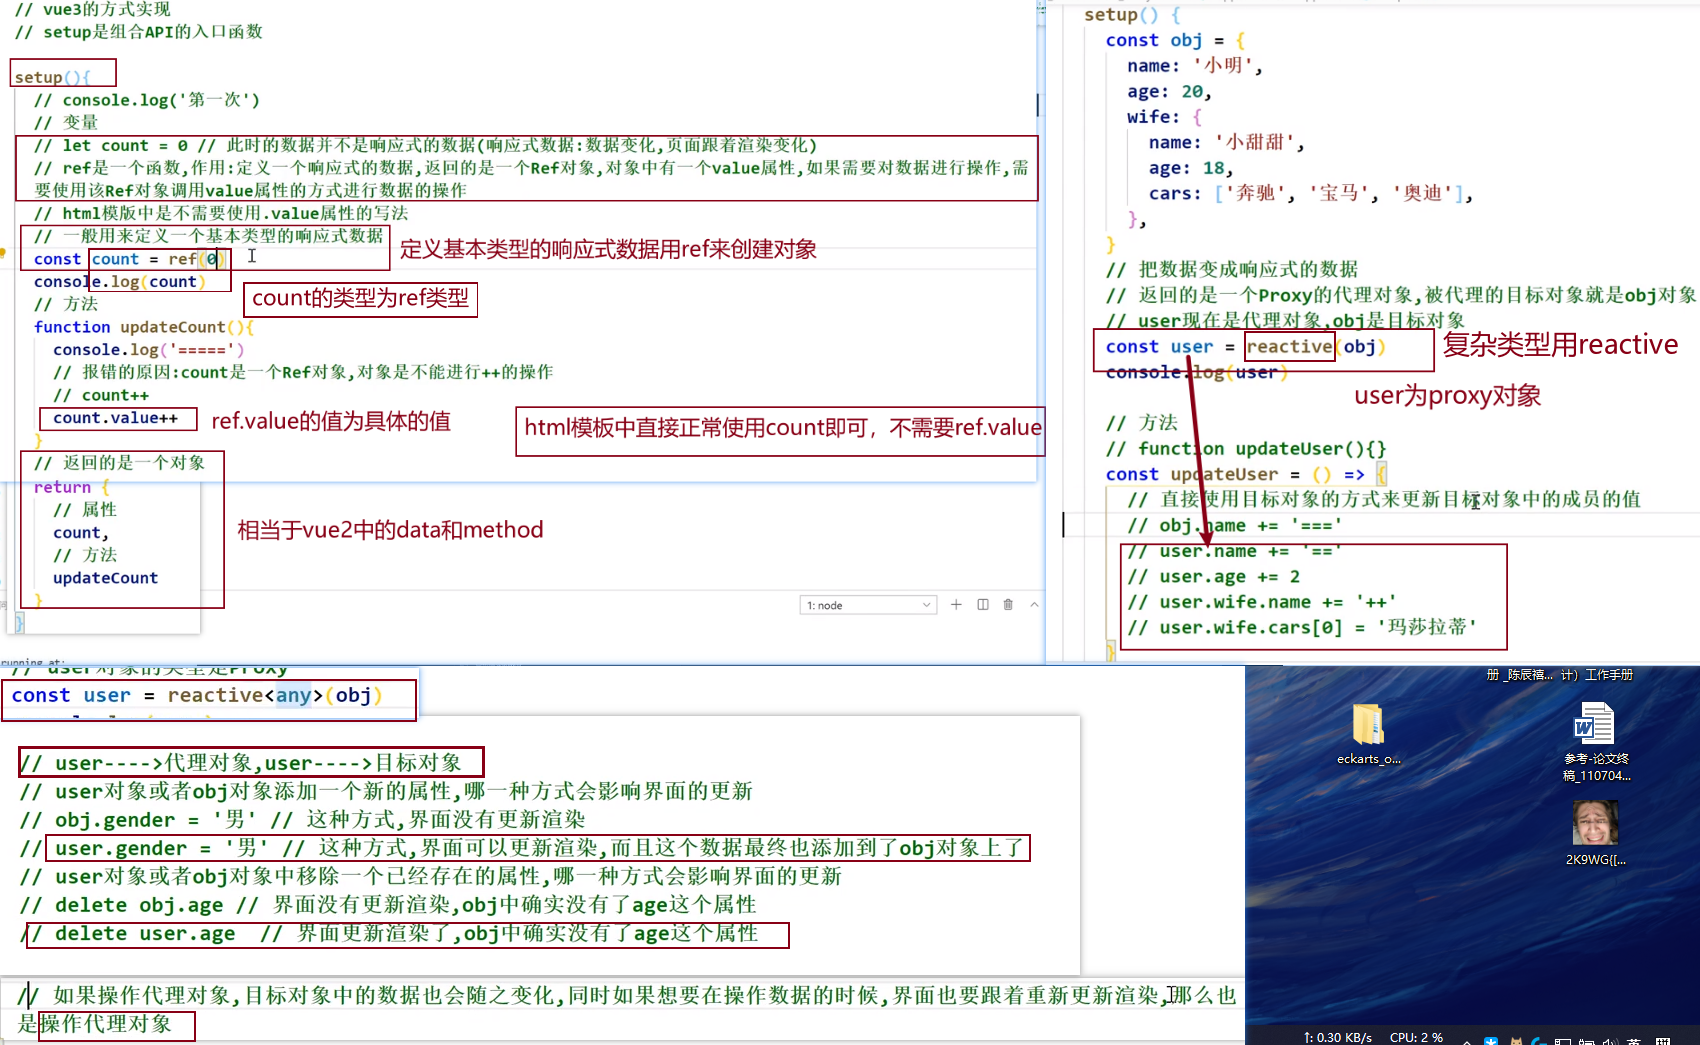 // vue3的方式实现
// setup是组合API的入口函数
setup(){
// console.log('第一次')
// 变量
// let count = 0 // 此时的数据并不是响应式的数据(响应式数据:数据变化,页面跟着渲染变化)
// ref是一个函数,作用:定义一个响应式的数据,返回的是一个Ref对象,对象中有一个value属性,如果需要对数据进行操作,需
要使用该Ref对象调用value属性的方式进行数据的操作
// html模版中是不需要使用.value属性的写法
// 一般用来定义一个基本类型的响应式数据
定义基本类型的响应式数据用ref来创建对象
const count = ref(0)
console.log(count)
count的类型为ref类型
// 方法
function updateCount(){
console.log('=====')
// 报错的原因:count是一个Ref对象,对象是不能进行++的操作
// count++
count.value++
ref.value的值为具体的值
html模板中直接正常使用count即可，不需要ref.value
}
// 返回的是一个对象
return {
// 属性
count,
相当于vue2中的data和method
// 方法
updateCount
}
}
1: node
running at:
setup() {
const obj = {
name: '小明',
age: 20,
wife: {
name: '小甜甜',
age: 18,
cars: ['奔驰', '宝马', '奥迪'],
},
}
// 把数据变成响应式的数据
// 返回的是一个Proxy的代理对象,被代理的目标对象就是obj对象
// user现在是代理对象,obj是目标对象
const user = reactive(obj)
复杂类型用reactive
console.log(user)
user为proxy对象
// 方法
// function updateUser(){}
const updateUser = () => {
// 直接使用目标对象的方式来更新目标对象中的成员的值
// obj.name += '==='
// user.name += '=='
// user.age += 2
// user.wife.name += '++'
// user.wife.cars[0] = '玛莎拉蒂'
}
// user对象的类型是Proxy
const user = reactive<any>(obj)
// user---->代理对象,user---->目标对象
// user对象或者obj对象添加一个新的属性,哪一种方式会影响界面的更新
// obj.gender = '男' // 这种方式,界面没有更新渲染
// user.gender = '男' // 这种方式,界面可以更新渲染,而且这个数据最终也添加到了obj对象上了
// user对象或者obj对象中移除一个已经存在的属性,哪一种方式会影响界面的更新
// delete obj.age // 界面没有更新渲染,obj中确实没有了age这个属性
// delete user.age // 界面更新渲染了,obj中确实没有了age这个属性
// 如果操作代理对象,目标对象中的数据也会随之变化,同时如果想要在操作数据的时候,界面也要跟着重新更新渲染,那么也
是操作代理对象
册 _陈辰禧...
计）工作手册
eckarts_o...
参考-论文终
稿_110704...
2K9WG{[...
↑: 0.30 KB/s CPU: 2 %
英